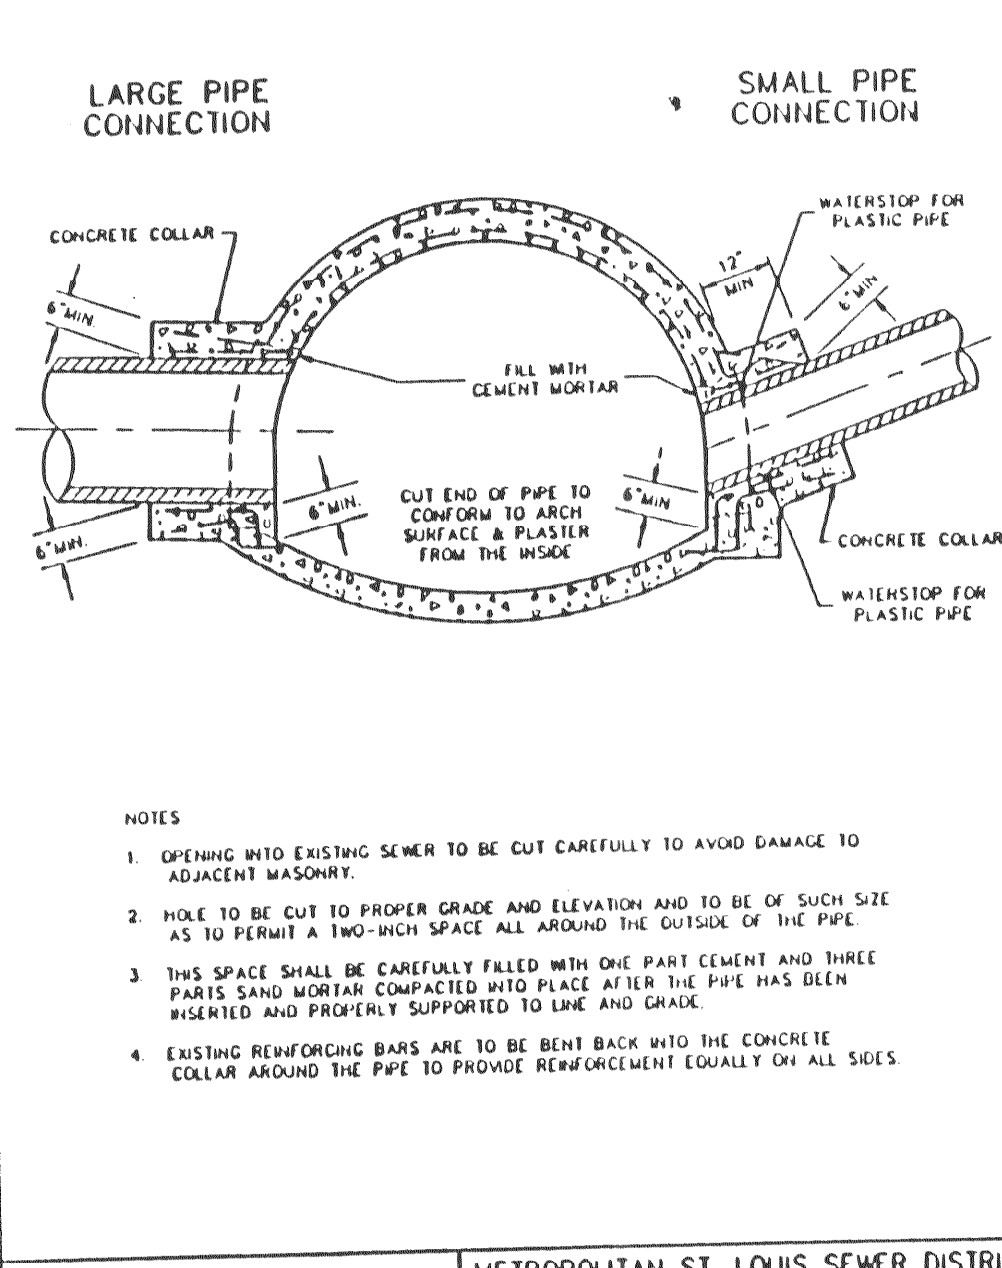 LARGE PIPE
CONNECTION
SMALL PIPE
CONNECTION
WATERSTOP FOR
PLASTIC PIPE
CONCRETE COLLAR
12"
MIN
6" MIN
6" MIN.
FILL WITH
CEMENT MORTAR
CUT END OF PIPE TO
CONFORM TO ARCH
SURFACE & PLASTER
FROM THE INSIDE
6" MIN.
6" MIN
6" MIN.
CONCRETE COLLAR
WATERSTOP FOR
PLASTIC PIPE
NOTES
1. OPENING INTO EXISTING SEWER TO BE CUT CAREFULLY TO AVOID DAMAGE TO
ADJACENT MASONRY.
2. HOLE TO BE CUT TO PROPER GRADE AND ELEVATION AND TO BE OF SUCH SIZE
AS TO PERMIT A TWO-INCH SPACE ALL AROUND THE OUTSIDE OF THE PIPE.
3. THIS SPACE SHALL BE CAREFULLY FILLED WITH ONE PART CEMENT AND THREE
PARTS SAND MORTAR COMPACTED INTO PLACE AFTER THE PIPE HAS BEEN
INSERTED AND PROPERLY SUPPORTED TO LINE AND GRADE.
4. EXISTING REINFORCING BARS ARE TO BE BENT BACK INTO THE CONCRETE
COLLAR AROUND THE PIPE TO PROVIDE REINFORCEMENT EQUALLY ON ALL SIDES.
METROPOLITAN ST. LOUIS SEWER DISTRI